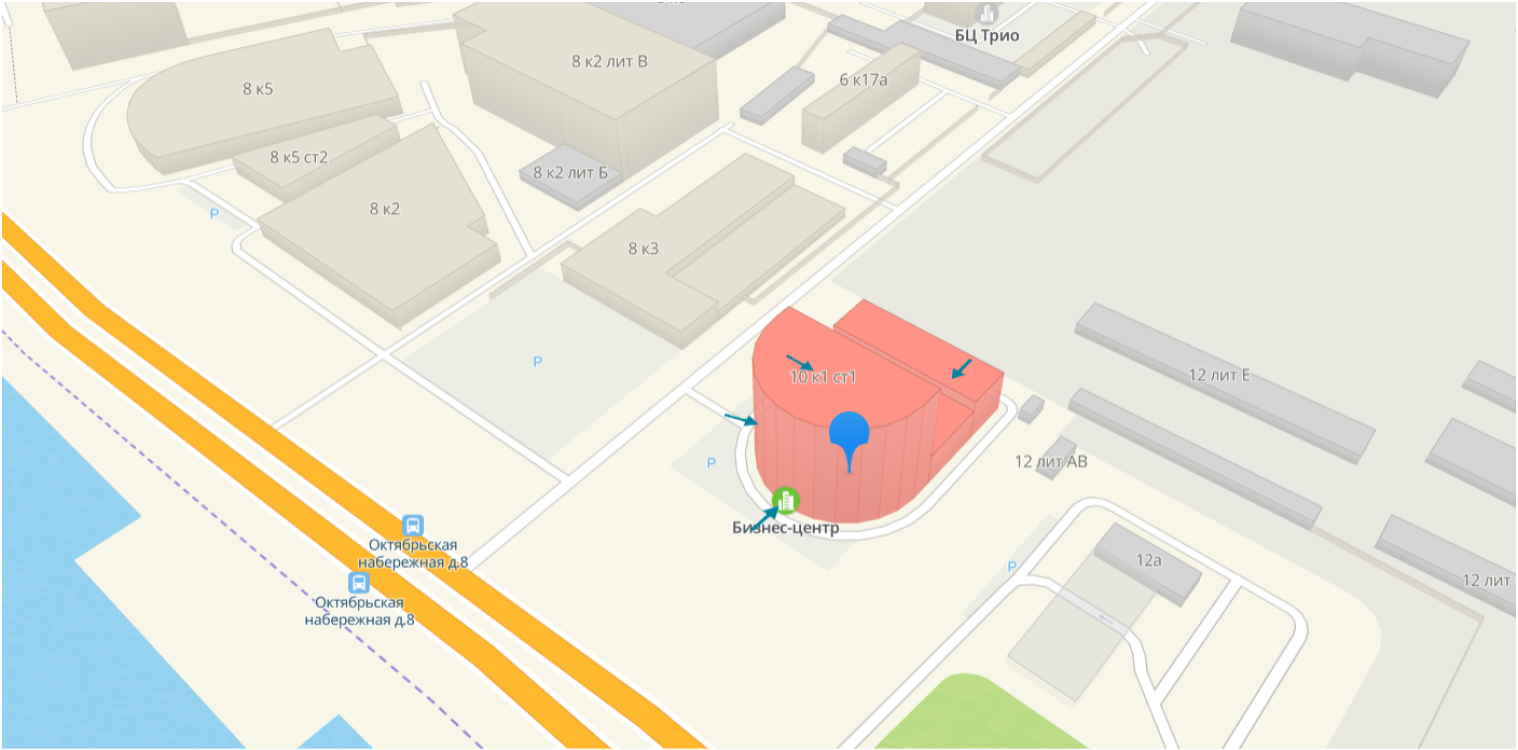 БЦ Трио
8 к2 лит В
6 к17а
8 к5
8 к5 ст2
8 к2 лит Б
8 к2
P
8 к3
P
10 к1 ст1
12 лит Е
P
12 лит АВ
Бизнес-центр
Октябрьская
набережная д.8
P
12а
12 лит
Октябрьская
набережная д.8